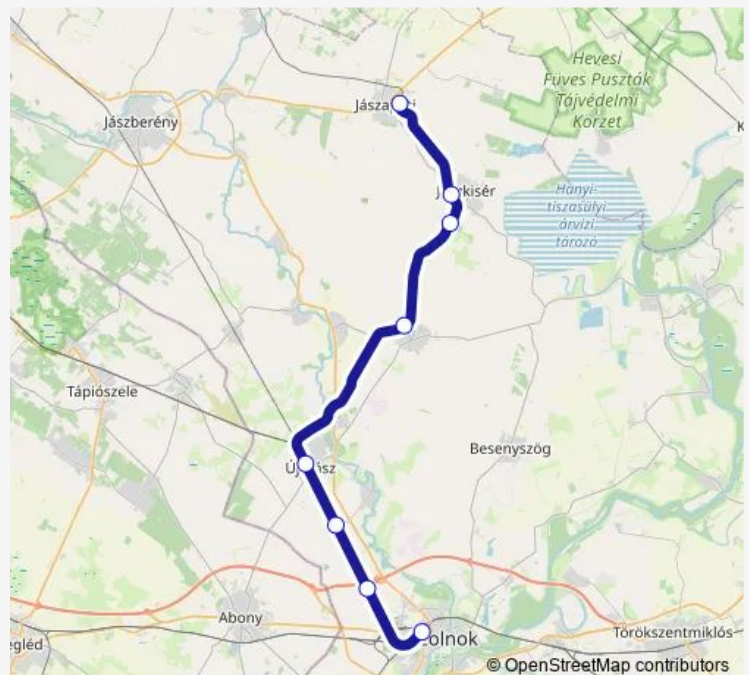 Hevesi
Füves Puszták
Tájvédelmi
Körzet
Jászberény
Hanyi-
tiszasülyi
árvízi
tározó
Tápiószele
Besenyszög
Abony
Törökszentmiklós
© OpenStreetMap contributors